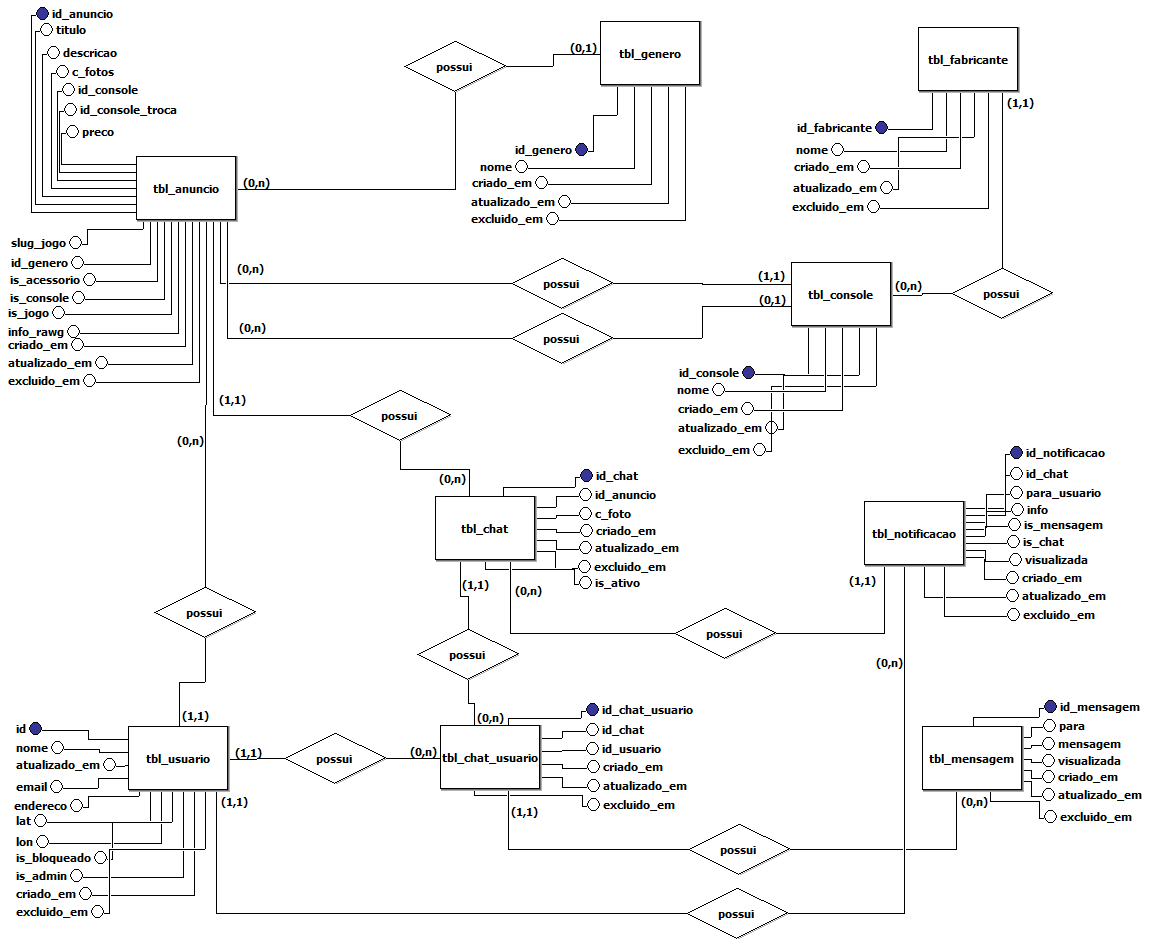 id_anuncio
titulo
descricao
c_fotos
id_console
id_console_troca
preco
tbl_anuncio
(0,n)
slug_jogo
id_genero
is_acessorio
is_console
is_jogo
info_rawg
criado_em
atualizado_em
excluido_em
possui
(0,1)
tbl_genero
id_genero
nome
criado_em
atualizado_em
excluido_em
tbl_fabricante
(1,1)
id_fabricante
nome
criado_em
atualizado_em
excluido_em
possui
(0,n)
(0,n)
possui
(1,1)
(0,n)
possui
(0,1)
tbl_console
id_console
nome
criado_em
atualizado_em
excluido_em
(1,1)
possui
(0,n)
(0,n)
possui
(1,1)
tbl_chat
id_chat
id_anuncio
c_foto
criado_em
atualizado_em
excluido_em
is_ativo
(1,1)
(0,n)
possui
(1,1)
tbl_notificacao
id_notificacao
id_chat
para_usuario
info
is_mensagem
is_chat
visualizada
criado_em
atualizado_em
excluido_em
(0,n)
possui
(0,n)
tbl_usuario
id
nome
atualizado_em
email
endereco
lat
lon
is_bloqueado
is_admin
criado_em
excluido_em
(1,1)
possui
(0,n)
(1,1)
tbl_chat_usuario
id_chat_usuario
id_chat
id_usuario
criado_em
atualizado_em
excluido_em
(1,1)
possui
(0,n)
possui
tbl_mensagem
id_mensagem
para
mensagem
visualizada
criado_em
atualizado_em
excluido_em